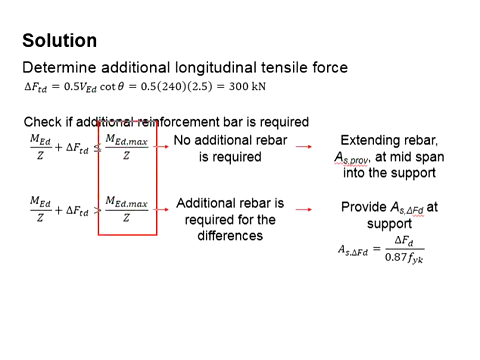 Solution
Determine additional longitudinal tensile force
ΔF_td = 0.5V_Ed cot θ = 0.5(240)(2.5) = 300 kN
Check if additional reinforcement bar is required
M_Ed/Z + ΔF_td ≤ M_Ed,max/Z
No additional rebar
is required
Extending rebar,
A_s,prov, at mid span
into the support
M_Ed/Z + ΔF_td > M_Ed,max/Z
Additional rebar is
required for the
differences
Provide A_s,ΔFd at
support
A_s.ΔFd = ΔF_d/0.87f_yk